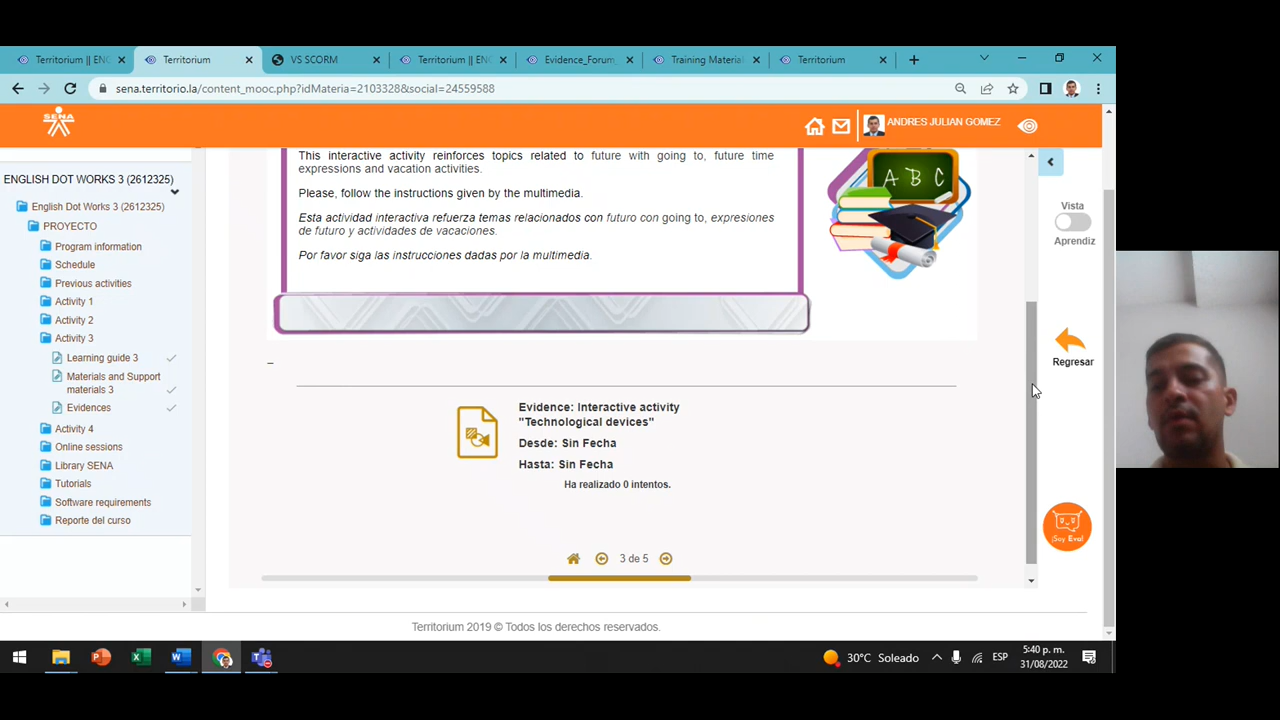 Territorium || ENG
Territorium
VS SCORM
Territorium || ENG
Evidence_Forum_
Training Material
Territorium
sena.territorio.la/content_mooc.php?idMateria=2103328&social=24559588
SENA
ANDRES JULIAN GOMEZ
ENGLISH DOT WORKS 3 (2612325)
English Dot Works 3 (2612325)
PROYECTO
Program information
Schedule
Previous activities
Activity 1
Activity 2
Activity 3
Learning guide 3
Materials and Support
materials 3
Evidences
Activity 4
Online sessions
Library SENA
Tutorials
Software requirements
Reporte del curso
This interactive activity reinforces topics related to future with going to, future time
expressions and vacation activities.
Please, follow the instructions given by the multimedia.
Esta actividad interactiva refuerza temas relacionados con futuro con going to, expresiones
de futuro y actividades de vacaciones.
Por favor siga las instrucciones dadas por la multimedia.
A B C
–
Evidence: Interactive activity
"Technological devices"
Desde: Sin Fecha
Hasta: Sin Fecha
Ha realizado 0 intentos.
3 de 5
Vista
Aprendiz
Regresar
¡Soy Eva!
Territorium 2019 © Todos los derechos reservados.
30°C Soleado
ESP
5:40 p. m.
31/08/2022